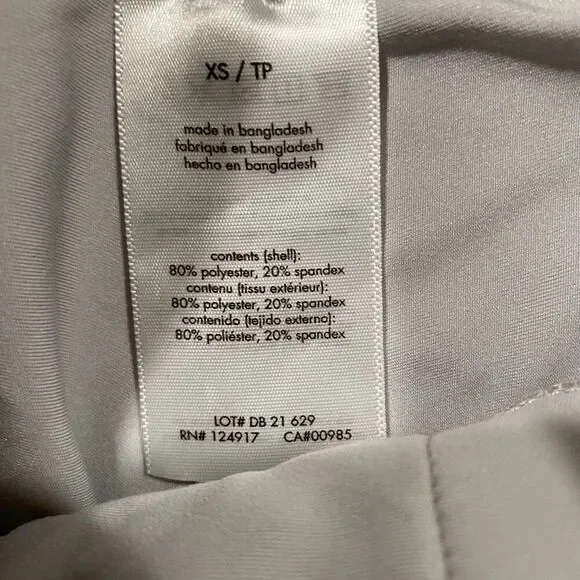 XS / TP
made in bangladesh
fabriqué en bangladesh
hecho en bangladesh
contents (shell):
80% polyester, 20% spandex
contenu (tissu extérieur):
80% polyester, 20% spandex
contenido (tejido externo):
80% poliéster, 20% spandex
LOT# DB 21 629
RN# 124917 CA#00985